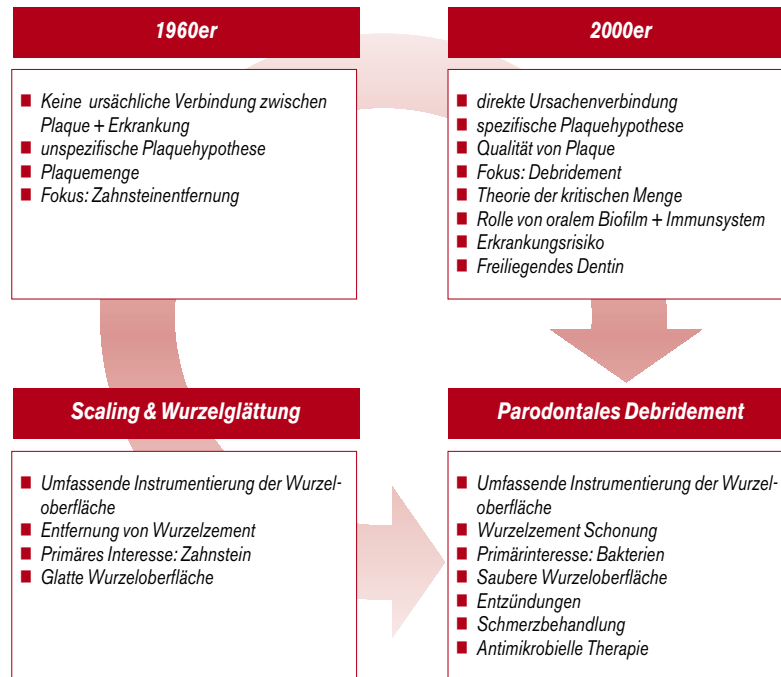 1960er
Keine ursächliche Verbindung zwischen
Plaque + Erkrankung
unspezifische Plaquehypothese
Plaquemenge
Fokus: Zahnsteinentfernung
2000er
direkte Ursachenverbindung
spezifische Plaquehypothese
Qualität von Plaque
Fokus: Debridement
Theorie der kritischen Menge
Rolle von oralem Biofilm + Immunsystem
Erkrankungsrisiko
Freiliegendes Dentin
Scaling & Wurzelglättung
Umfassende Instrumentierung der Wurzel-
oberfläche
Entfernung von Wurzelzement
Primäres Interesse: Zahnstein
Glatte Wurzeloberfläche
Parodontales Debridement
Umfassende Instrumentierung der Wurzel-
oberfläche
Wurzelzement Schonung
Primärinteresse: Bakterien
Saubere Wurzeloberfläche
Entzündungen
Schmerzbehandlung
Antimikrobielle Therapie